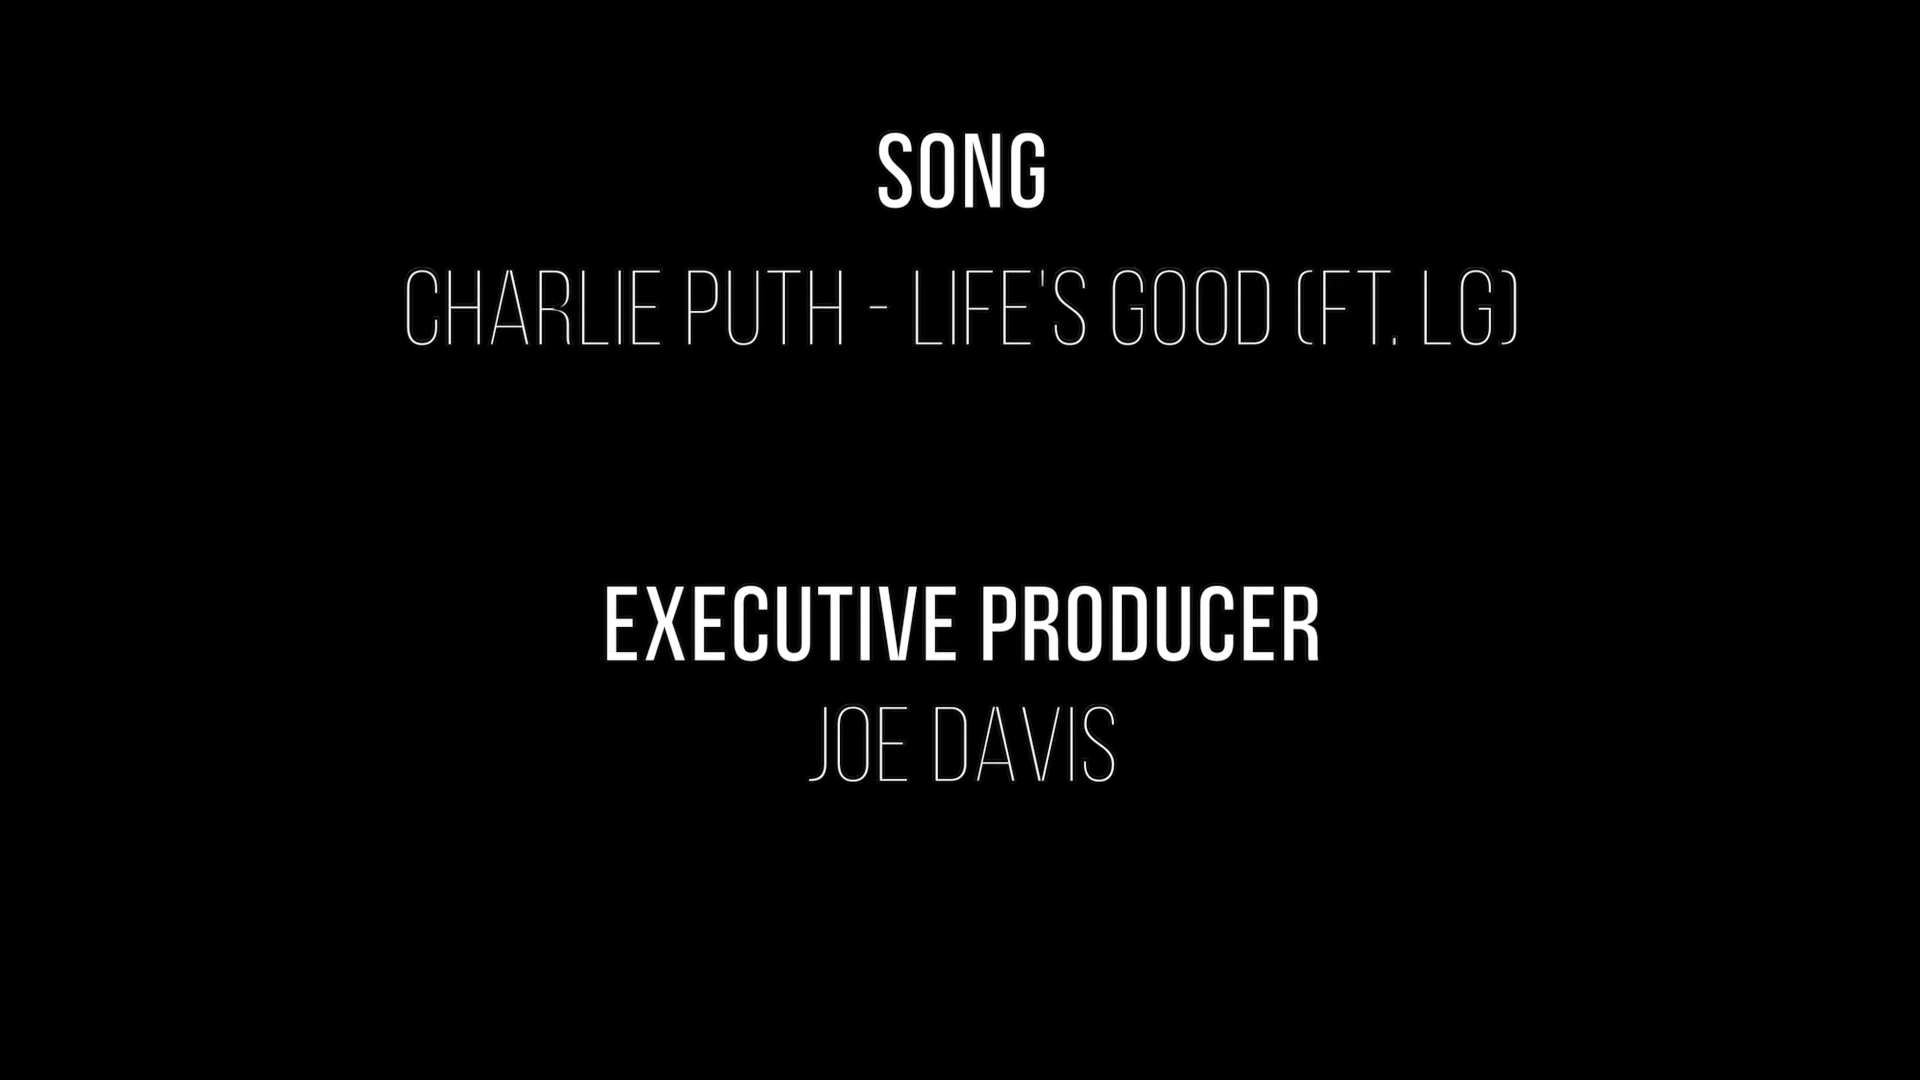 SONG
CHARLIE PUTH - LIFE'S GOOD (FT. LG)
EXECUTIVE PRODUCER
JOE DAVIS